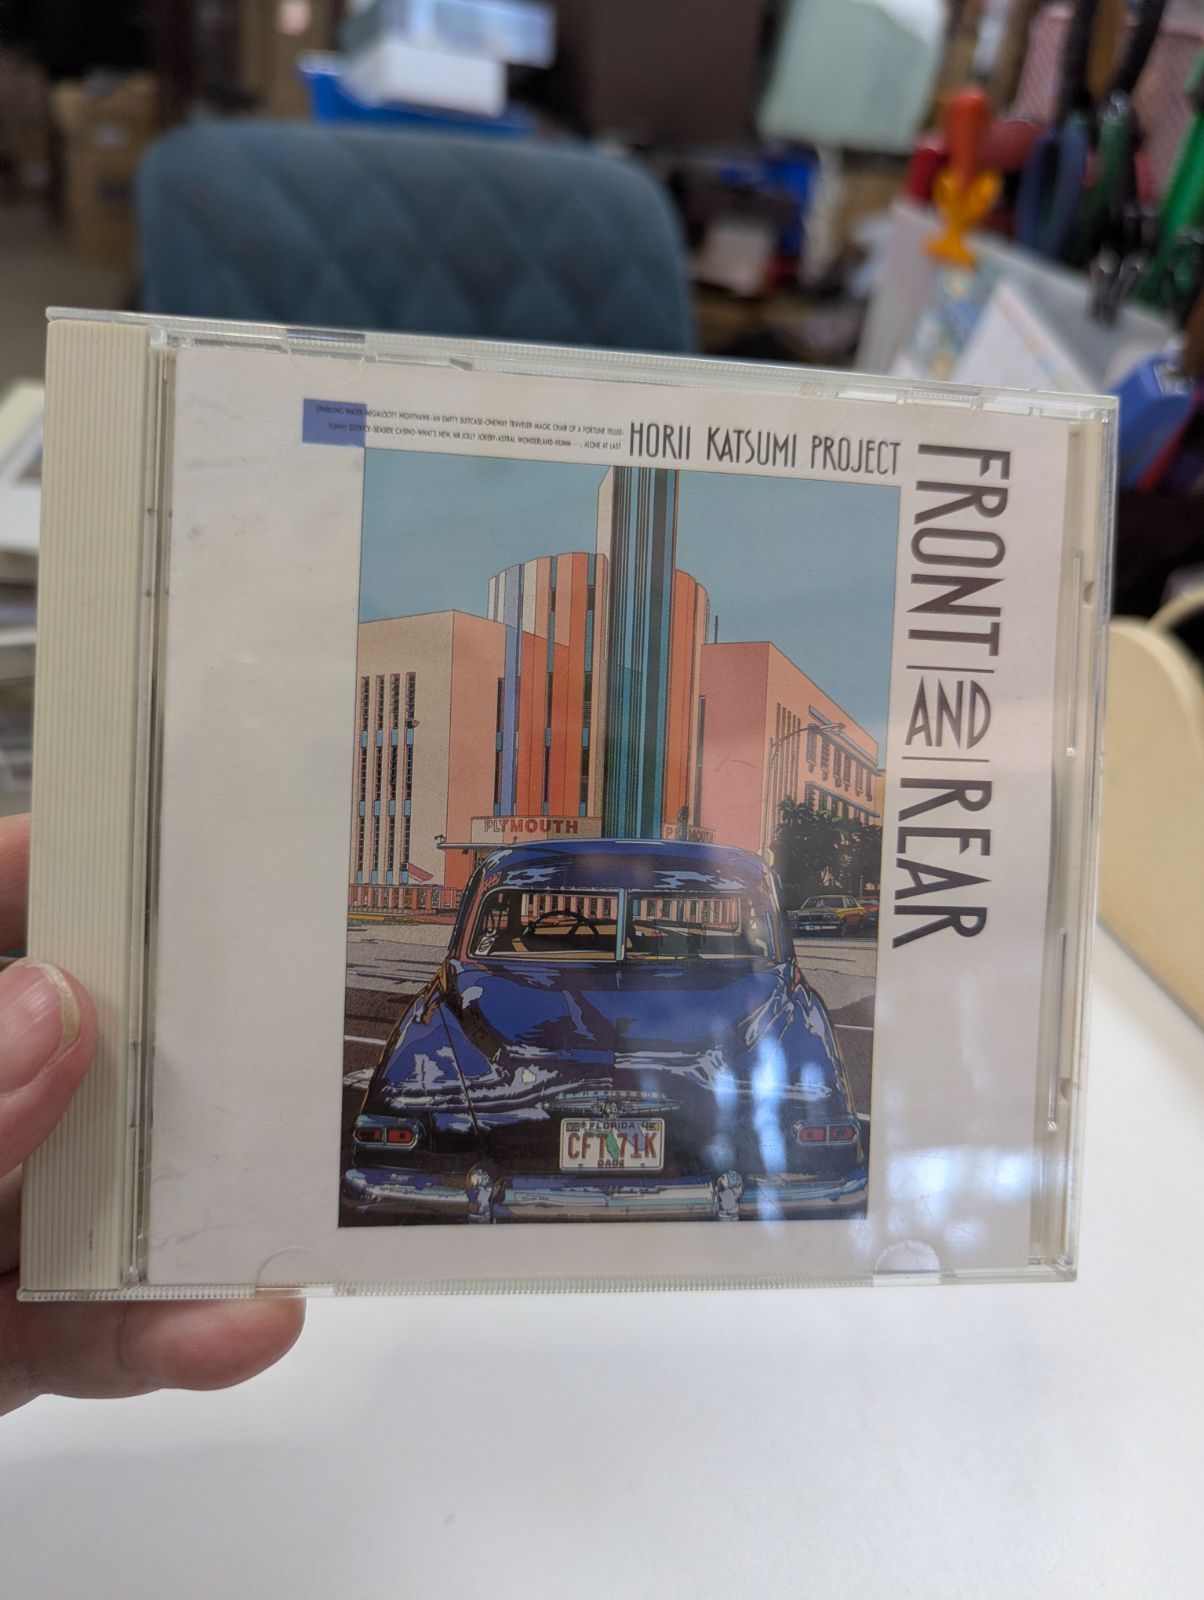 SPARKLING WATER•MEGALOOTY NIGHTHAWK•AN EMPTY SUITCASE•ONEWAY TRAVELER•MAGIC CHAIR OF A FORTUNE TELLER•
FUNNY SIDEKICK•SEASIDE CASINO•WHAT'S NEW, MR.JOLLY JOKER?•ASTRAL WONDERLAND•HUMM······, ALONE AT LAST
HORII KATSUMI PROJECT
FRONT AND REAR
PLYMOUTH
PLYMOUTH
FLORIDA
CFT 71K
DADE